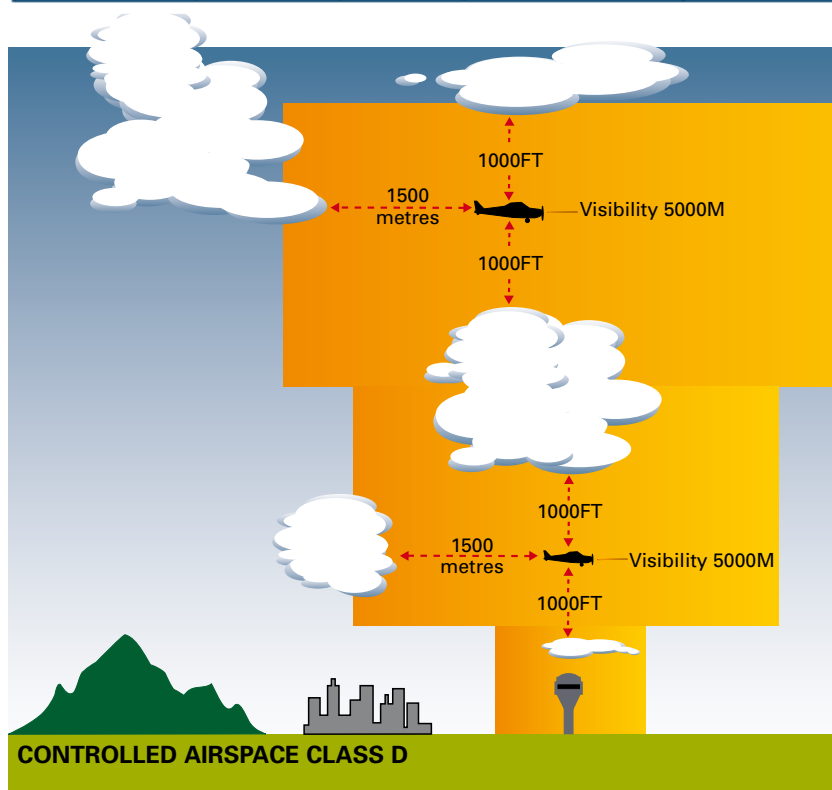 1000FT
1500
metres
Visibility 5000M
1000FT
1000FT
1500
metres
Visibility 5000M
1000FT
CONTROLLED AIRSPACE CLASS D